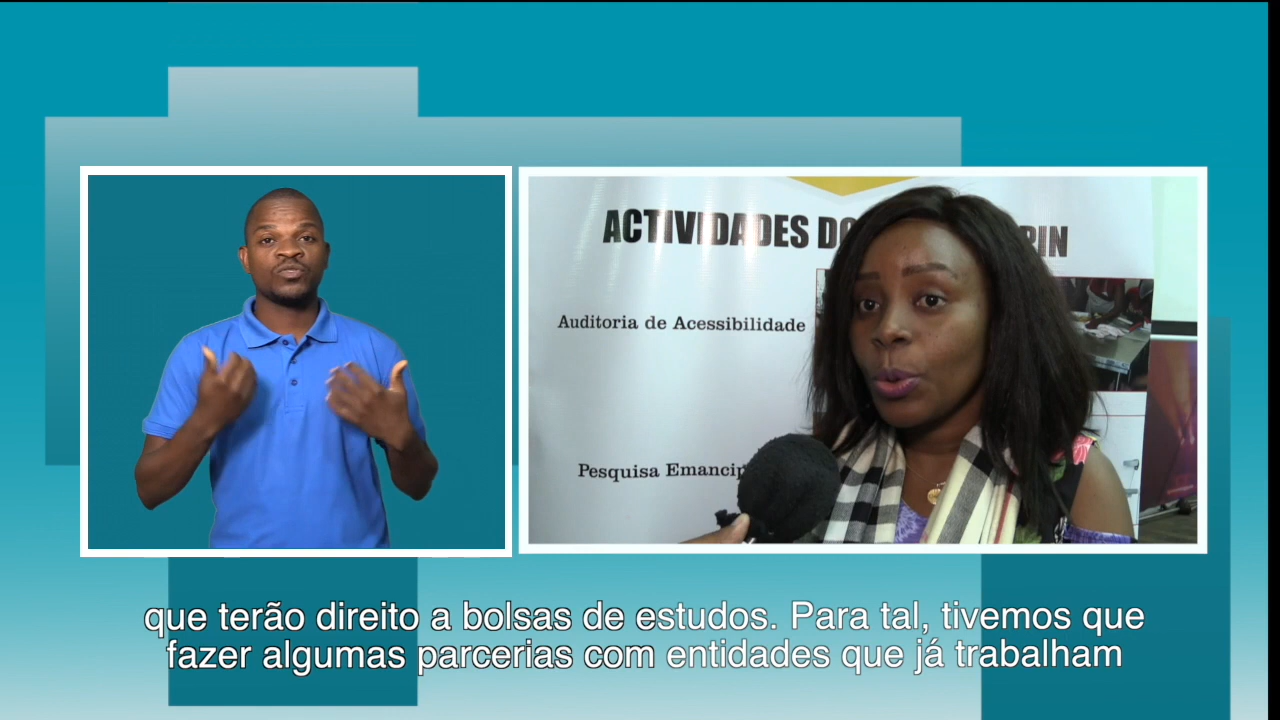 ACTIVIDADES DO
Auditoria de Acessibilidade
Pesquisa
que terão direito a bolsas de estudos. Para tal, tivemos que
fazer algumas parcerias com entidades que já trabalham